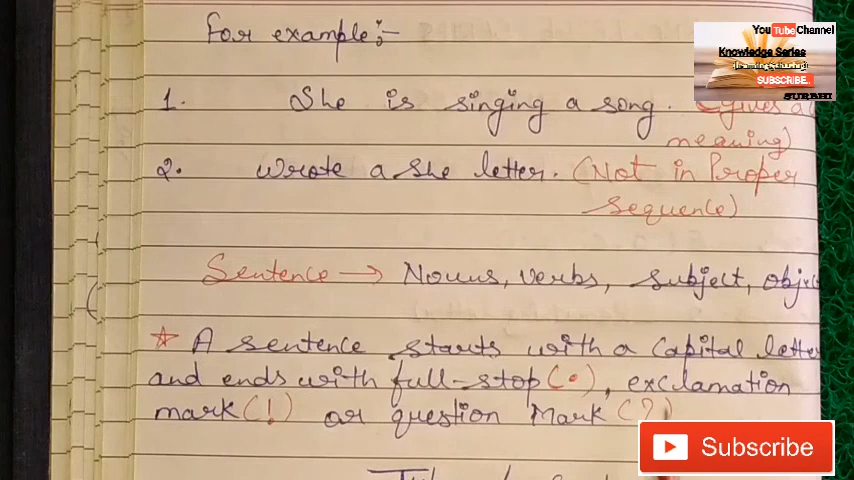 For example:-
YouTube Channel
Knowledge Series
SUBSCRIBE..
SURBHI
1. She is singing a song. (gives a
meaning)
2. Wrote a she letter. (Not in Proper
sequence)
Sentence → Nouns, verbs, subject, object
★ A sentence starts with a capital letter
and ends with full-stop (.), exclamation
mark (!) or question Mark (?)
Subscribe